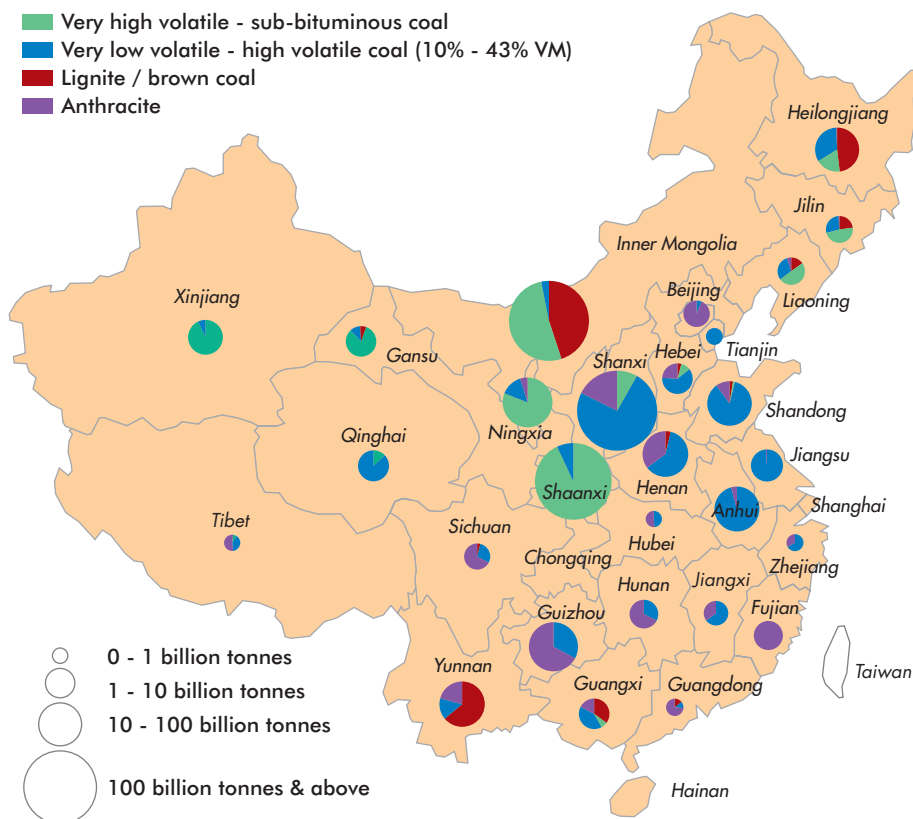 Very high volatile - sub-bituminous coal
Very low volatile - high volatile coal (10% - 43% VM)
Lignite / brown coal
Anthracite
Heilongjiang
Jilin
Inner Mongolia
Liaoning
Beijing
Xinjiang
Gansu
Tianjin
Hebei
Shanxi
Shandong
Ningxia
Qinghai
Jiangsu
Shaanxi
Henan
Anhui
Shanghai
Tibet
Sichuan
Chongqing
Hubei
Zhejiang
Hunan
Jiangxi
Guizhou
Fujian
Taiwan
Yunnan
Guangxi
Guangdong
Hainan
0 - 1 billion tonnes
1 - 10 billion tonnes
10 - 100 billion tonnes
100 billion tonnes & above